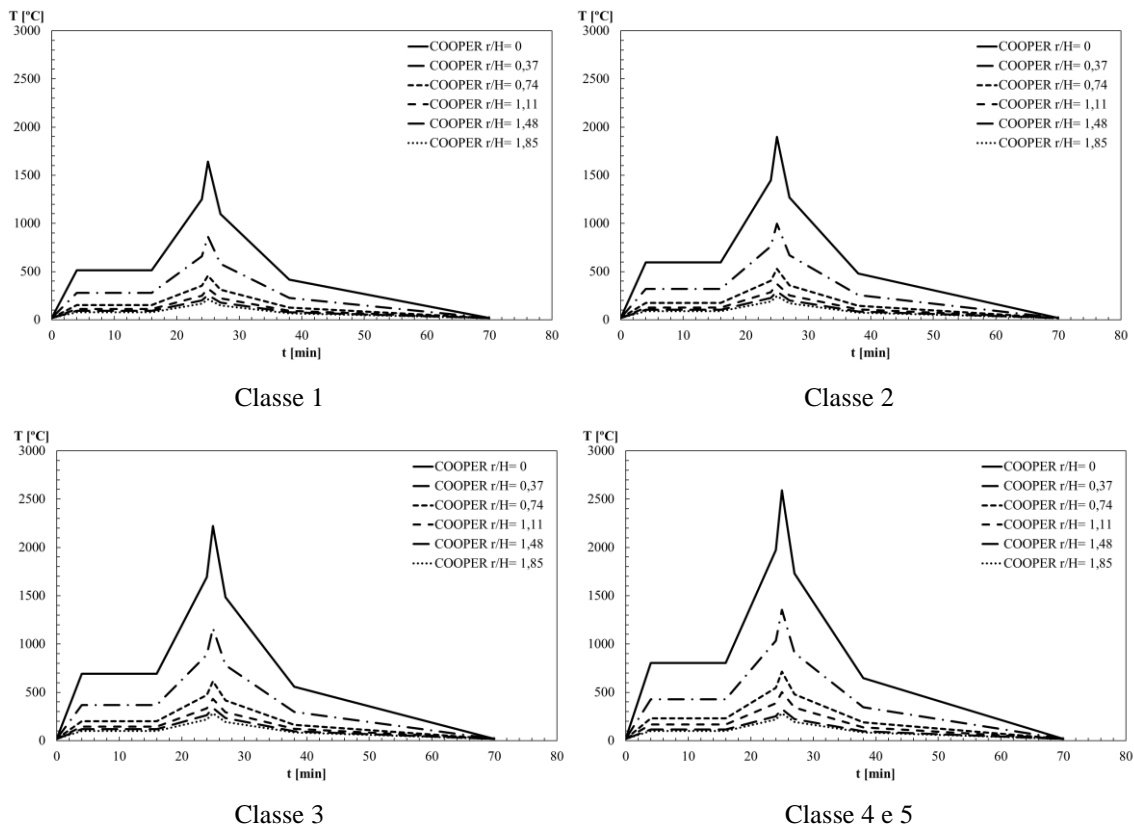 T [ºC]
3000
2500
2000
1500
1000
500
0
COOPER r/H= 0
COOPER r/H= 0,37
COOPER r/H= 0,74
COOPER r/H= 1,11
COOPER r/H= 1,48
COOPER r/H= 1,85
0 10 20 30 40 50 60 70 80
t [min]
Classe 1
T [ºC]
3000
2500
2000
1500
1000
500
0
COOPER r/H= 0
COOPER r/H= 0,37
COOPER r/H= 0,74
COOPER r/H= 1,11
COOPER r/H= 1,48
COOPER r/H= 1,85
0 10 20 30 40 50 60 70 80
t [min]
Classe 2
T [ºC]
3000
2500
2000
1500
1000
500
0
COOPER r/H= 0
COOPER r/H= 0,37
COOPER r/H= 0,74
COOPER r/H= 1,11
COOPER r/H= 1,48
COOPER r/H= 1,85
0 10 20 30 40 50 60 70 80
t [min]
Classe 3
T [ºC]
3000
2500
2000
1500
1000
500
0
COOPER r/H= 0
COOPER r/H= 0,37
COOPER r/H= 0,74
COOPER r/H= 1,11
COOPER r/H= 1,48
COOPER r/H= 1,85
0 10 20 30 40 50 60 70 80
t [min]
Classe 4 e 5